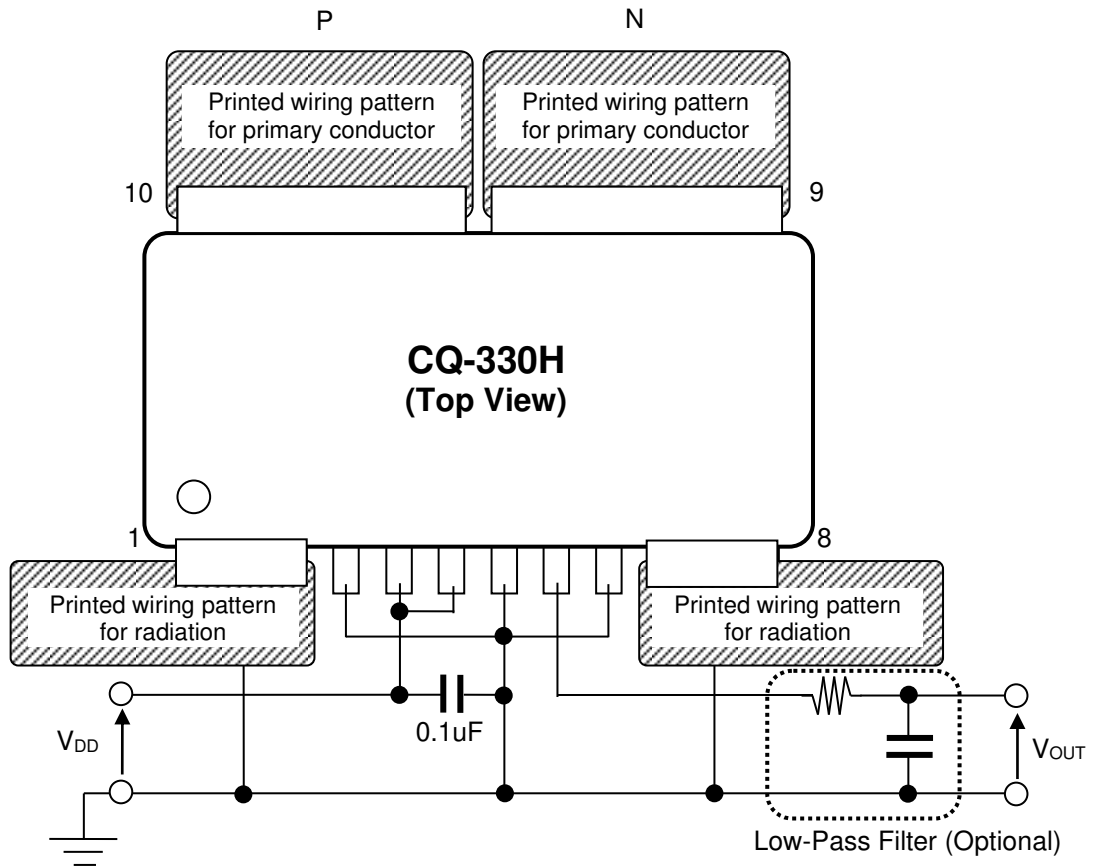 P
N
Printed wiring pattern
for primary conductor
Printed wiring pattern
for primary conductor
10
9
CQ-330H
(Top View)
1
8
Printed wiring pattern
for radiation
Printed wiring pattern
for radiation
0.1uF
VDD
VOUT
Low-Pass Filter (Optional)